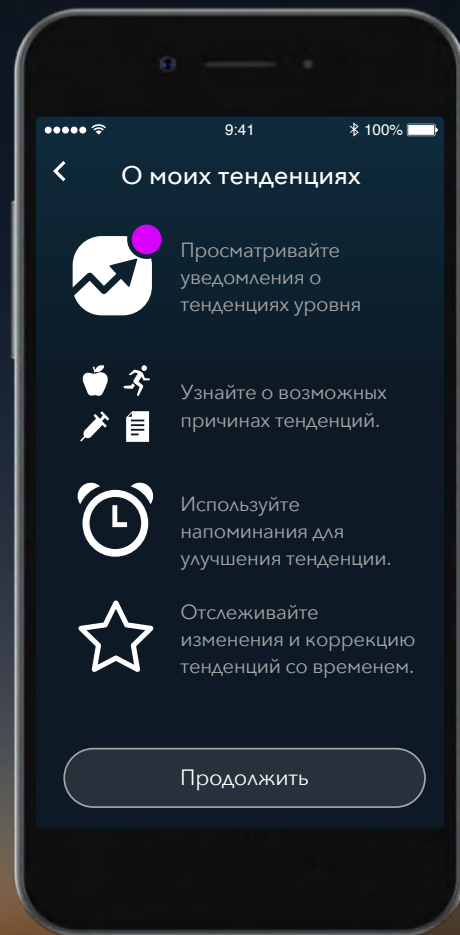 9:41
100%
О моих тенденциях
Просматривайте
уведомления о
тенденциях уровня
Узнайте о возможных
причинах тенденций.
Используйте
напоминания для
улучшения тенденции.
Отслеживайте
изменения и коррекцию
тенденций со временем.
Продолжить